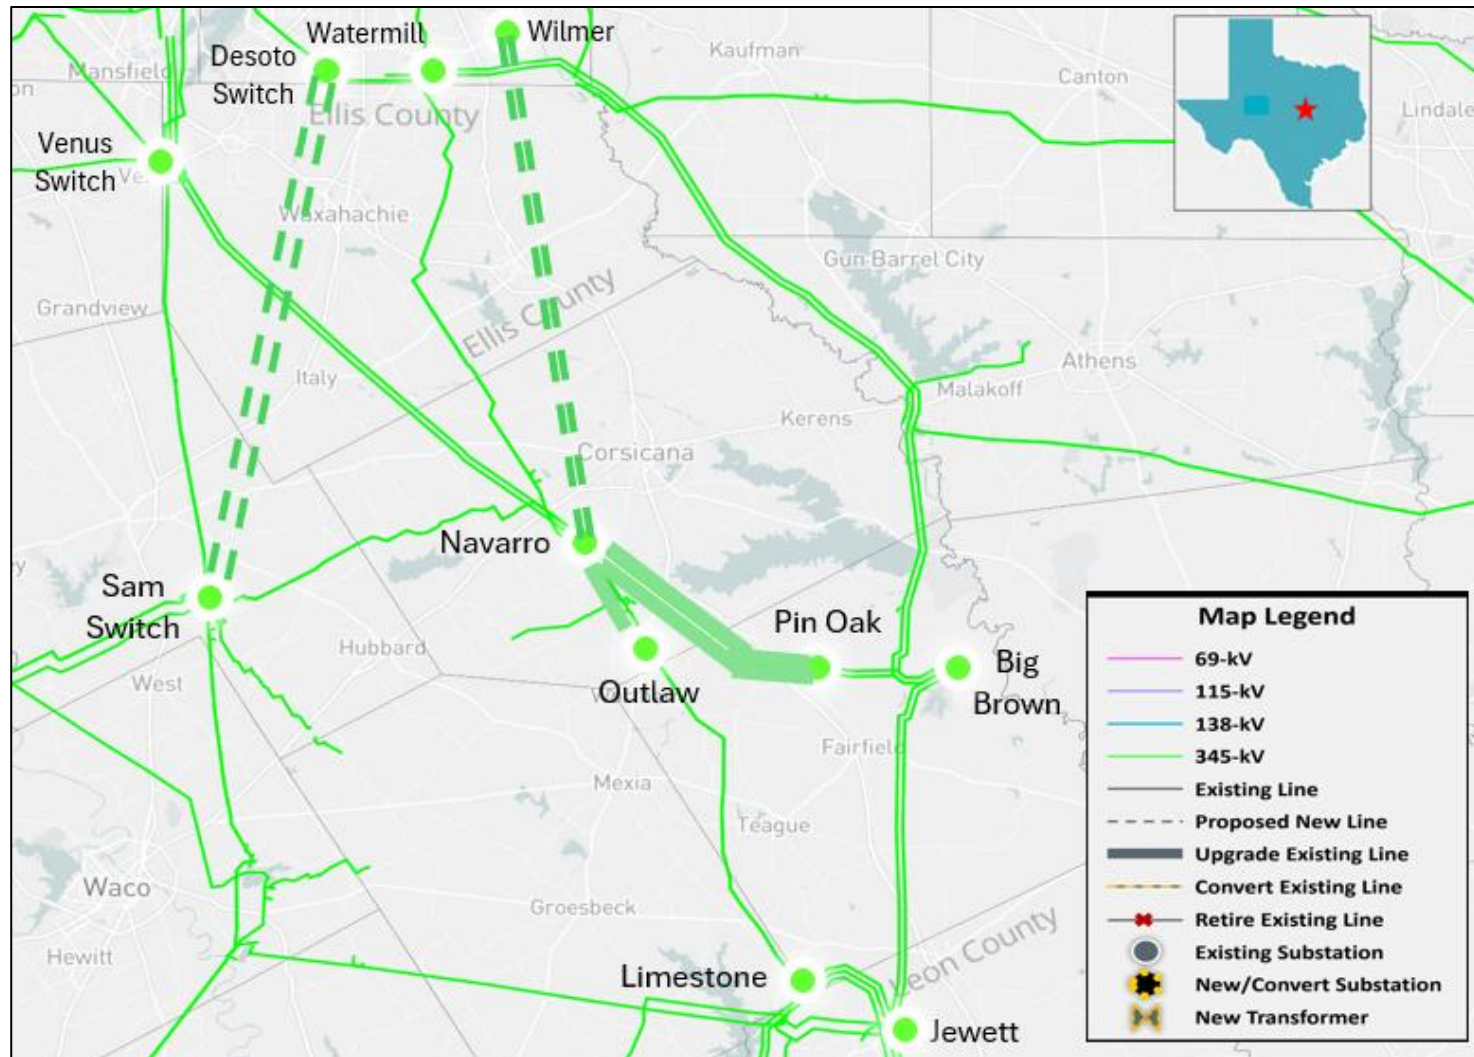 Watermill
Wilmer
Kaufman
Mansfield
Desoto
Switch
Canton
Lindale
Ellis County
Venus
Switch
Waxahachie
Gun Barrel City
Grandview
Ellis County
Italy
Athens
Malakoff
Kerens
Corsicana
Navarro
Sam
Switch
Pin Oak
Hubbard
Big
Brown
West
Outlaw
Fairfield
Mexia
Teague
Waco
Groesbeck
Hewitt
Leon County
Limestone
Jewett
Map Legend
69-kV
115-kV
138-kV
345-kV
Existing Line
Proposed New Line
Upgrade Existing Line
Convert Existing Line
Retire Existing Line
Existing Substation
New/Convert Substation
New Transformer